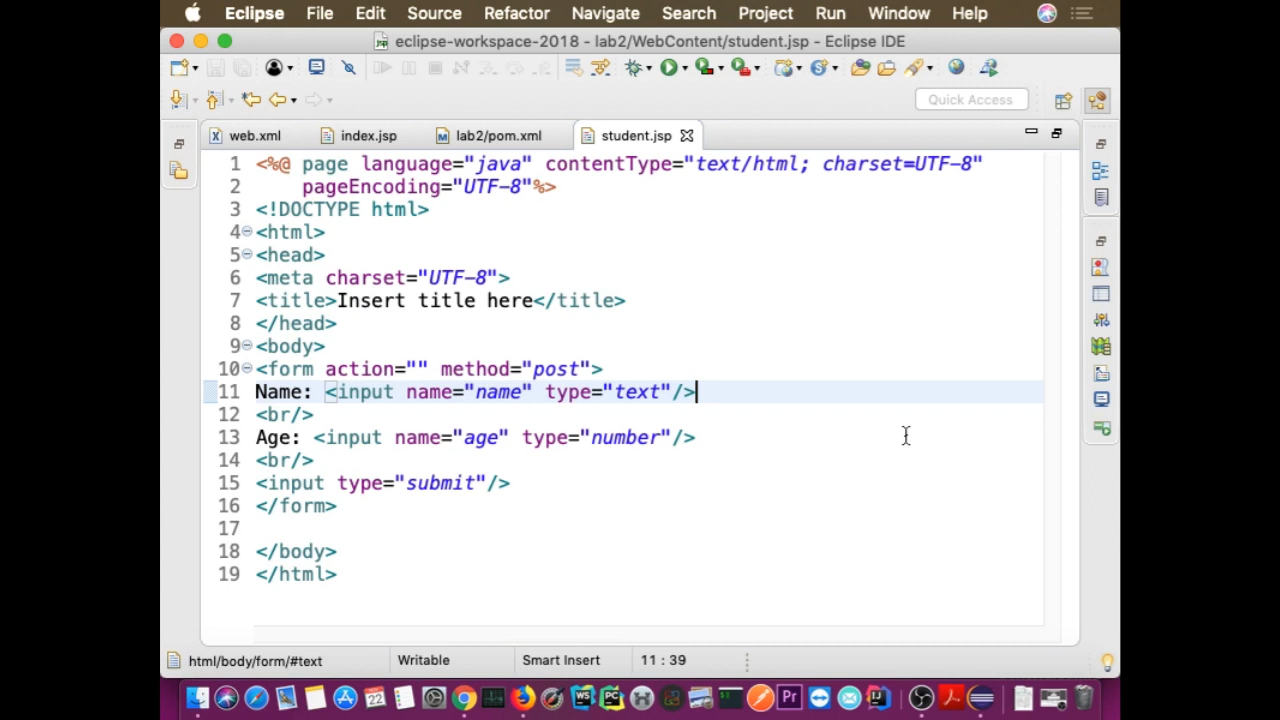 Eclipse File Edit Source Refactor Navigate Search Project Run Window Help
eclipse-workspace-2018 - lab2/WebContent/student.jsp - Eclipse IDE
Quick Access
web.xml index.jsp lab2/pom.xml student.jsp
1 <%@ page language="java" contentType="text/html; charset=UTF-8"
2 pageEncoding="UTF-8"%>
3 <!DOCTYPE html>
4 <html>
5 <head>
6 <meta charset="UTF-8">
7 <title>Insert title here</title>
8 </head>
9 <body>
10 <form action="" method="post">
11 Name: <input name="name" type="text"/>
12 <br/>
13 Age: <input name="age" type="number"/>
14 <br/>
15 <input type="submit"/>
16 </form>
17
18 </body>
19 </html>
html/body/form/#text Writable Smart Insert 11 : 39
22 WS PC Pr